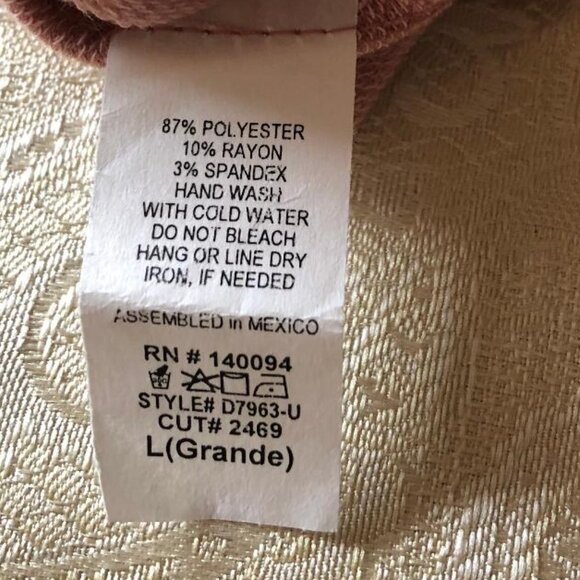 87% POLYESTER
10% RAYON
3% SPANDEX
HAND WASH
WITH COLD WATER
DO NOT BLEACH
HANG OR LINE DRY
IRON, IF NEEDED
ASSEMBLED in MEXICO
RN # 140094
STYLE# D7963-U
CUT# 2469
L(Grande)